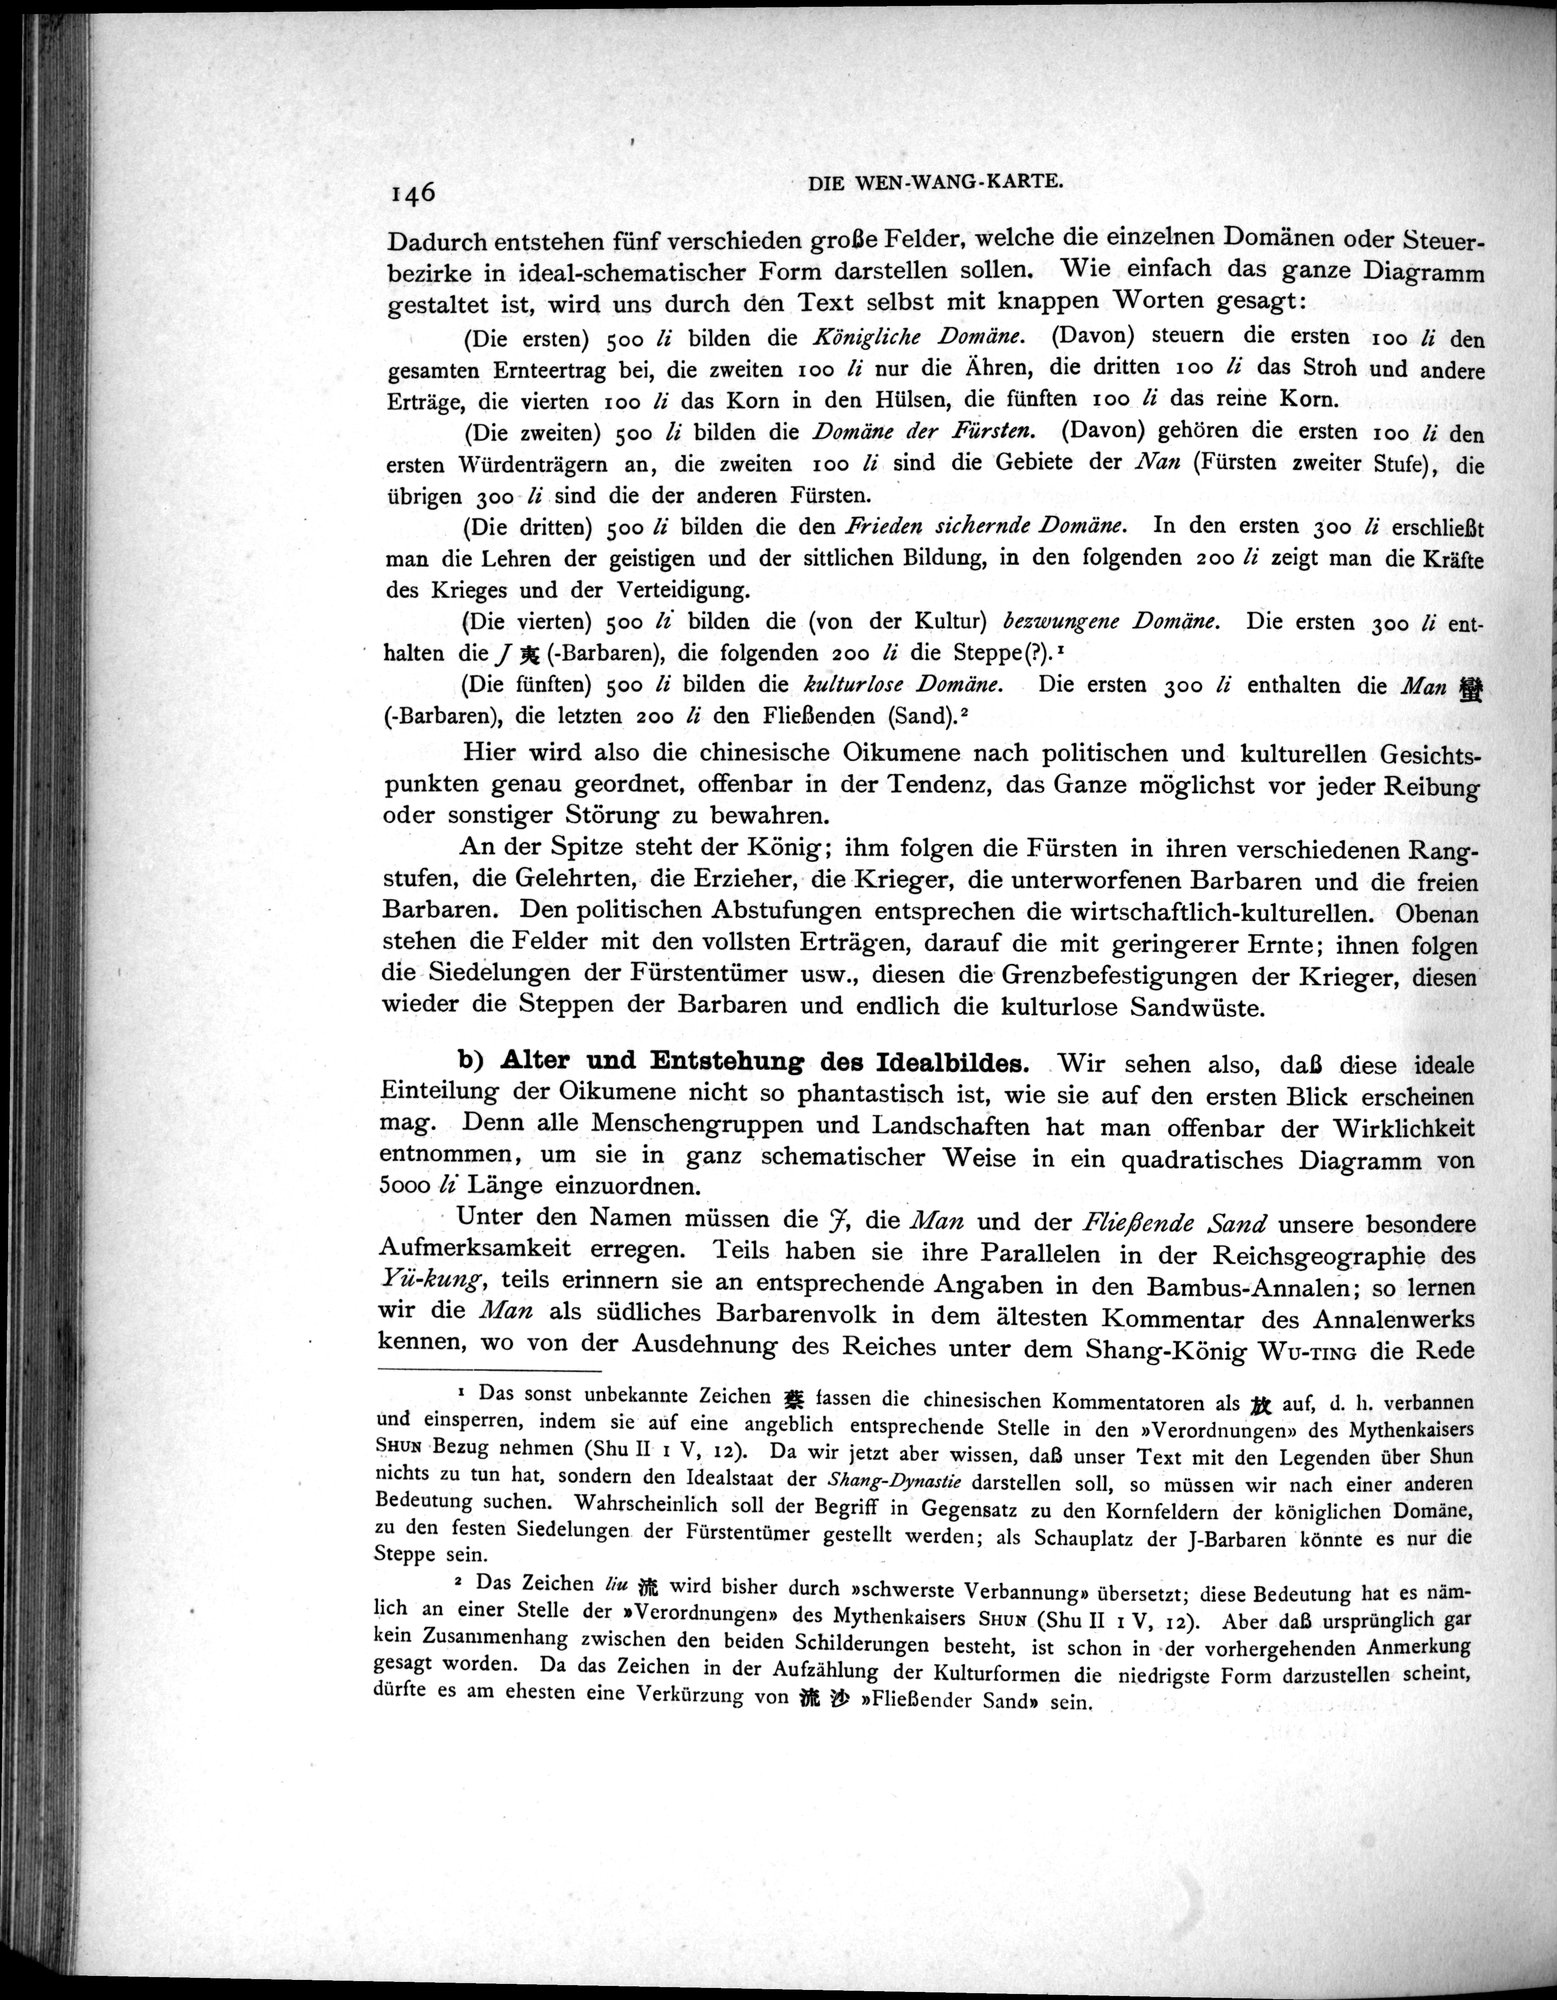 146
DIE WEN-WANG-KARTE.
Dadurch entstehen fünf verschieden große Felder, welche die einzelnen Domänen oder Steuer-
bezirke in ideal-schematischer Form darstellen sollen. Wie einfach das ganze Diagramm
gestaltet ist, wird uns durch den Text selbst mit knappen Worten gesagt:
(Die ersten) 500 li bilden die Königliche Domäne. (Davon) steuern die ersten 100 li den
gesamten Ernteertrag bei, die zweiten 100 li nur die Ähren, die dritten 100 li das Stroh und andere
Erträge, die vierten 100 li das Korn in den Hülsen, die fünften 100 li das reine Korn.
(Die zweiten) 500 li bilden die Domäne der Fürsten. (Davon) gehören die ersten 100 li den
ersten Würdenträgern an, die zweiten 100 li sind die Gebiete der Nan (Fürsten zweiter Stufe), die
übrigen 300 li sind die der anderen Fürsten.
(Die dritten) 500 li bilden die den Frieden sichernde Domäne. In den ersten 300 li erschließt
man die Lehren der geistigen und der sittlichen Bildung, in den folgenden 200 li zeigt man die Kräfte
des Krieges und der Verteidigung.
(Die vierten) 500 li bilden die (von der Kultur) bezwungene Domäne. Die ersten 300 li ent-
halten die J 夷 (-Barbaren), die folgenden 200 li die Steppe(?).¹
(Die fünften) 500 li bilden die kulturlose Domäne. Die ersten 300 li enthalten die Man 蠻
(-Barbaren), die letzten 200 li den Fließenden (Sand).²
Hier wird also die chinesische Oikumene nach politischen und kulturellen Gesichts-
punkten genau geordnet, offenbar in der Tendenz, das Ganze möglichst vor jeder Reibung
oder sonstiger Störung zu bewahren.
An der Spitze steht der König; ihm folgen die Fürsten in ihren verschiedenen Rang-
stufen, die Gelehrten, die Erzieher, die Krieger, die unterworfenen Barbaren und die freien
Barbaren. Den politischen Abstufungen entsprechen die wirtschaftlich-kulturellen. Obenan
stehen die Felder mit den vollsten Erträgen, darauf die mit geringerer Ernte; ihnen folgen
die Siedelungen der Fürstentümer usw., diesen die Grenzbefestigungen der Krieger, diesen
wieder die Steppen der Barbaren und endlich die kulturlose Sandwüste.
b) Alter und Entstehung des Idealbildes. Wir sehen also, daß diese ideale
Einteilung der Oikumene nicht so phantastisch ist, wie sie auf den ersten Blick erscheinen
mag. Denn alle Menschengruppen und Landschaften hat man offenbar der Wirklichkeit
entnommen, um sie in ganz schematischer Weise in ein quadratisches Diagramm von
5000 li Länge einzuordnen.
Unter den Namen müssen die J, die Man und der Fließende Sand unsere besondere
Aufmerksamkeit erregen. Teils haben sie ihre Parallelen in der Reichsgeographie des
Yü-kung, teils erinnern sie an entsprechende Angaben in den Bambus-Annalen; so lernen
wir die Man als südliches Barbarenvolk in dem ältesten Kommentar des Annalenwerks
kennen, wo von der Ausdehnung des Reiches unter dem Shang-König WU-TING die Rede
¹ Das sonst unbekannte Zeichen 蔡 fassen die chinesischen Kommentatoren als 放 auf, d. h. verbannen
und einsperren, indem sie auf eine angeblich entsprechende Stelle in den »Verordnungen» des Mythenkaisers
SHUN Bezug nehmen (Shu II 1 V, 12). Da wir jetzt aber wissen, daß unser Text mit den Legenden über Shun
nichts zu tun hat, sondern den Idealstaat der Shang-Dynastie darstellen soll, so müssen wir nach einer anderen
Bedeutung suchen. Wahrscheinlich soll der Begriff in Gegensatz zu den Kornfeldern der königlichen Domäne,
zu den festen Siedelungen der Fürstentümer gestellt werden; als Schauplatz der J-Barbaren könnte es nur die
Steppe sein.
² Das Zeichen liu 流 wird bisher durch »schwerste Verbannung» übersetzt; diese Bedeutung hat es näm-
lich an einer Stelle der »Verordnungen» des Mythenkaisers SHUN (Shu II 1 V, 12). Aber daß ursprünglich gar
kein Zusammenhang zwischen den beiden Schilderungen besteht, ist schon in der vorhergehenden Anmerkung
gesagt worden. Da das Zeichen in der Aufzählung der Kulturformen die niedrigste Form darzustellen scheint,
dürfte es am ehesten eine Verkürzung von 流 沙 »Fließender Sand» sein.